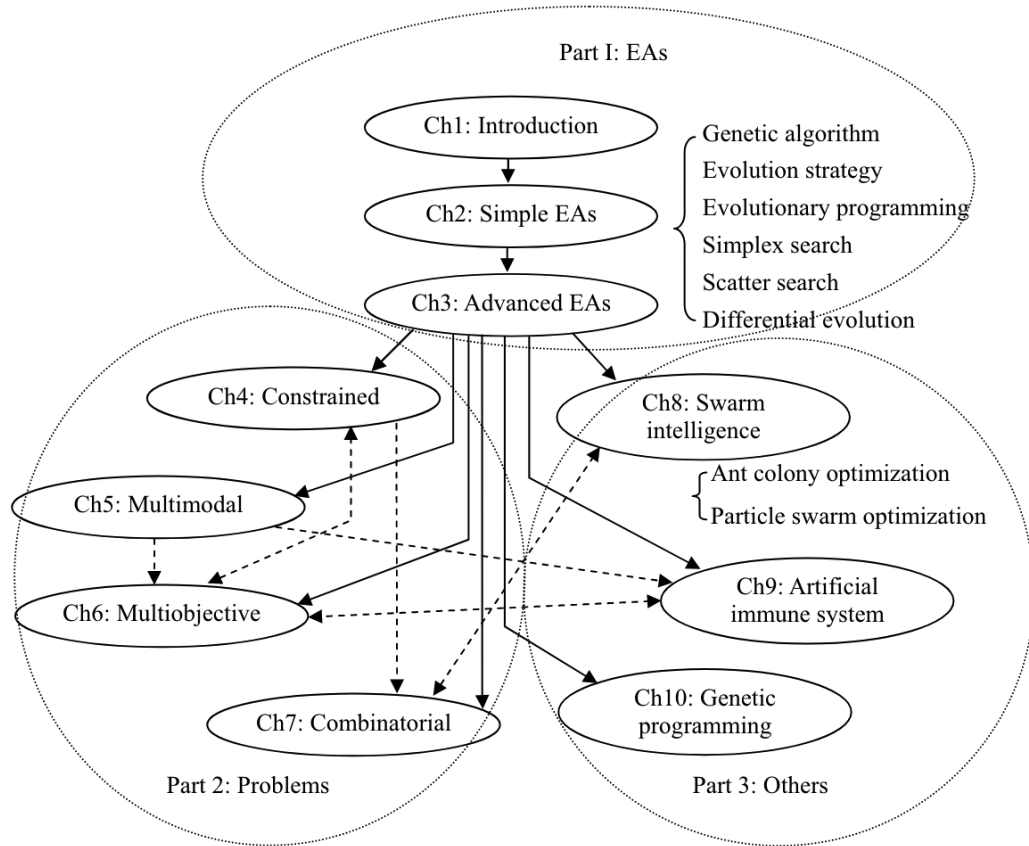 Part I: EAs
Ch1: Introduction
Genetic algorithm
Evolution strategy
Evolutionary programming
Simplex search
Scatter search
Differential evolution
Ch2: Simple EAs
Ch3: Advanced EAs
Ch4: Constrained
Ch5: Multimodal
Ch6: Multiobjective
Ch7: Combinatorial
Part 2: Problems
Ch8: Swarm
intelligence
Ant colony optimization
Particle swarm optimization
Ch9: Artificial
immune system
Ch10: Genetic
programming
Part 3: Others